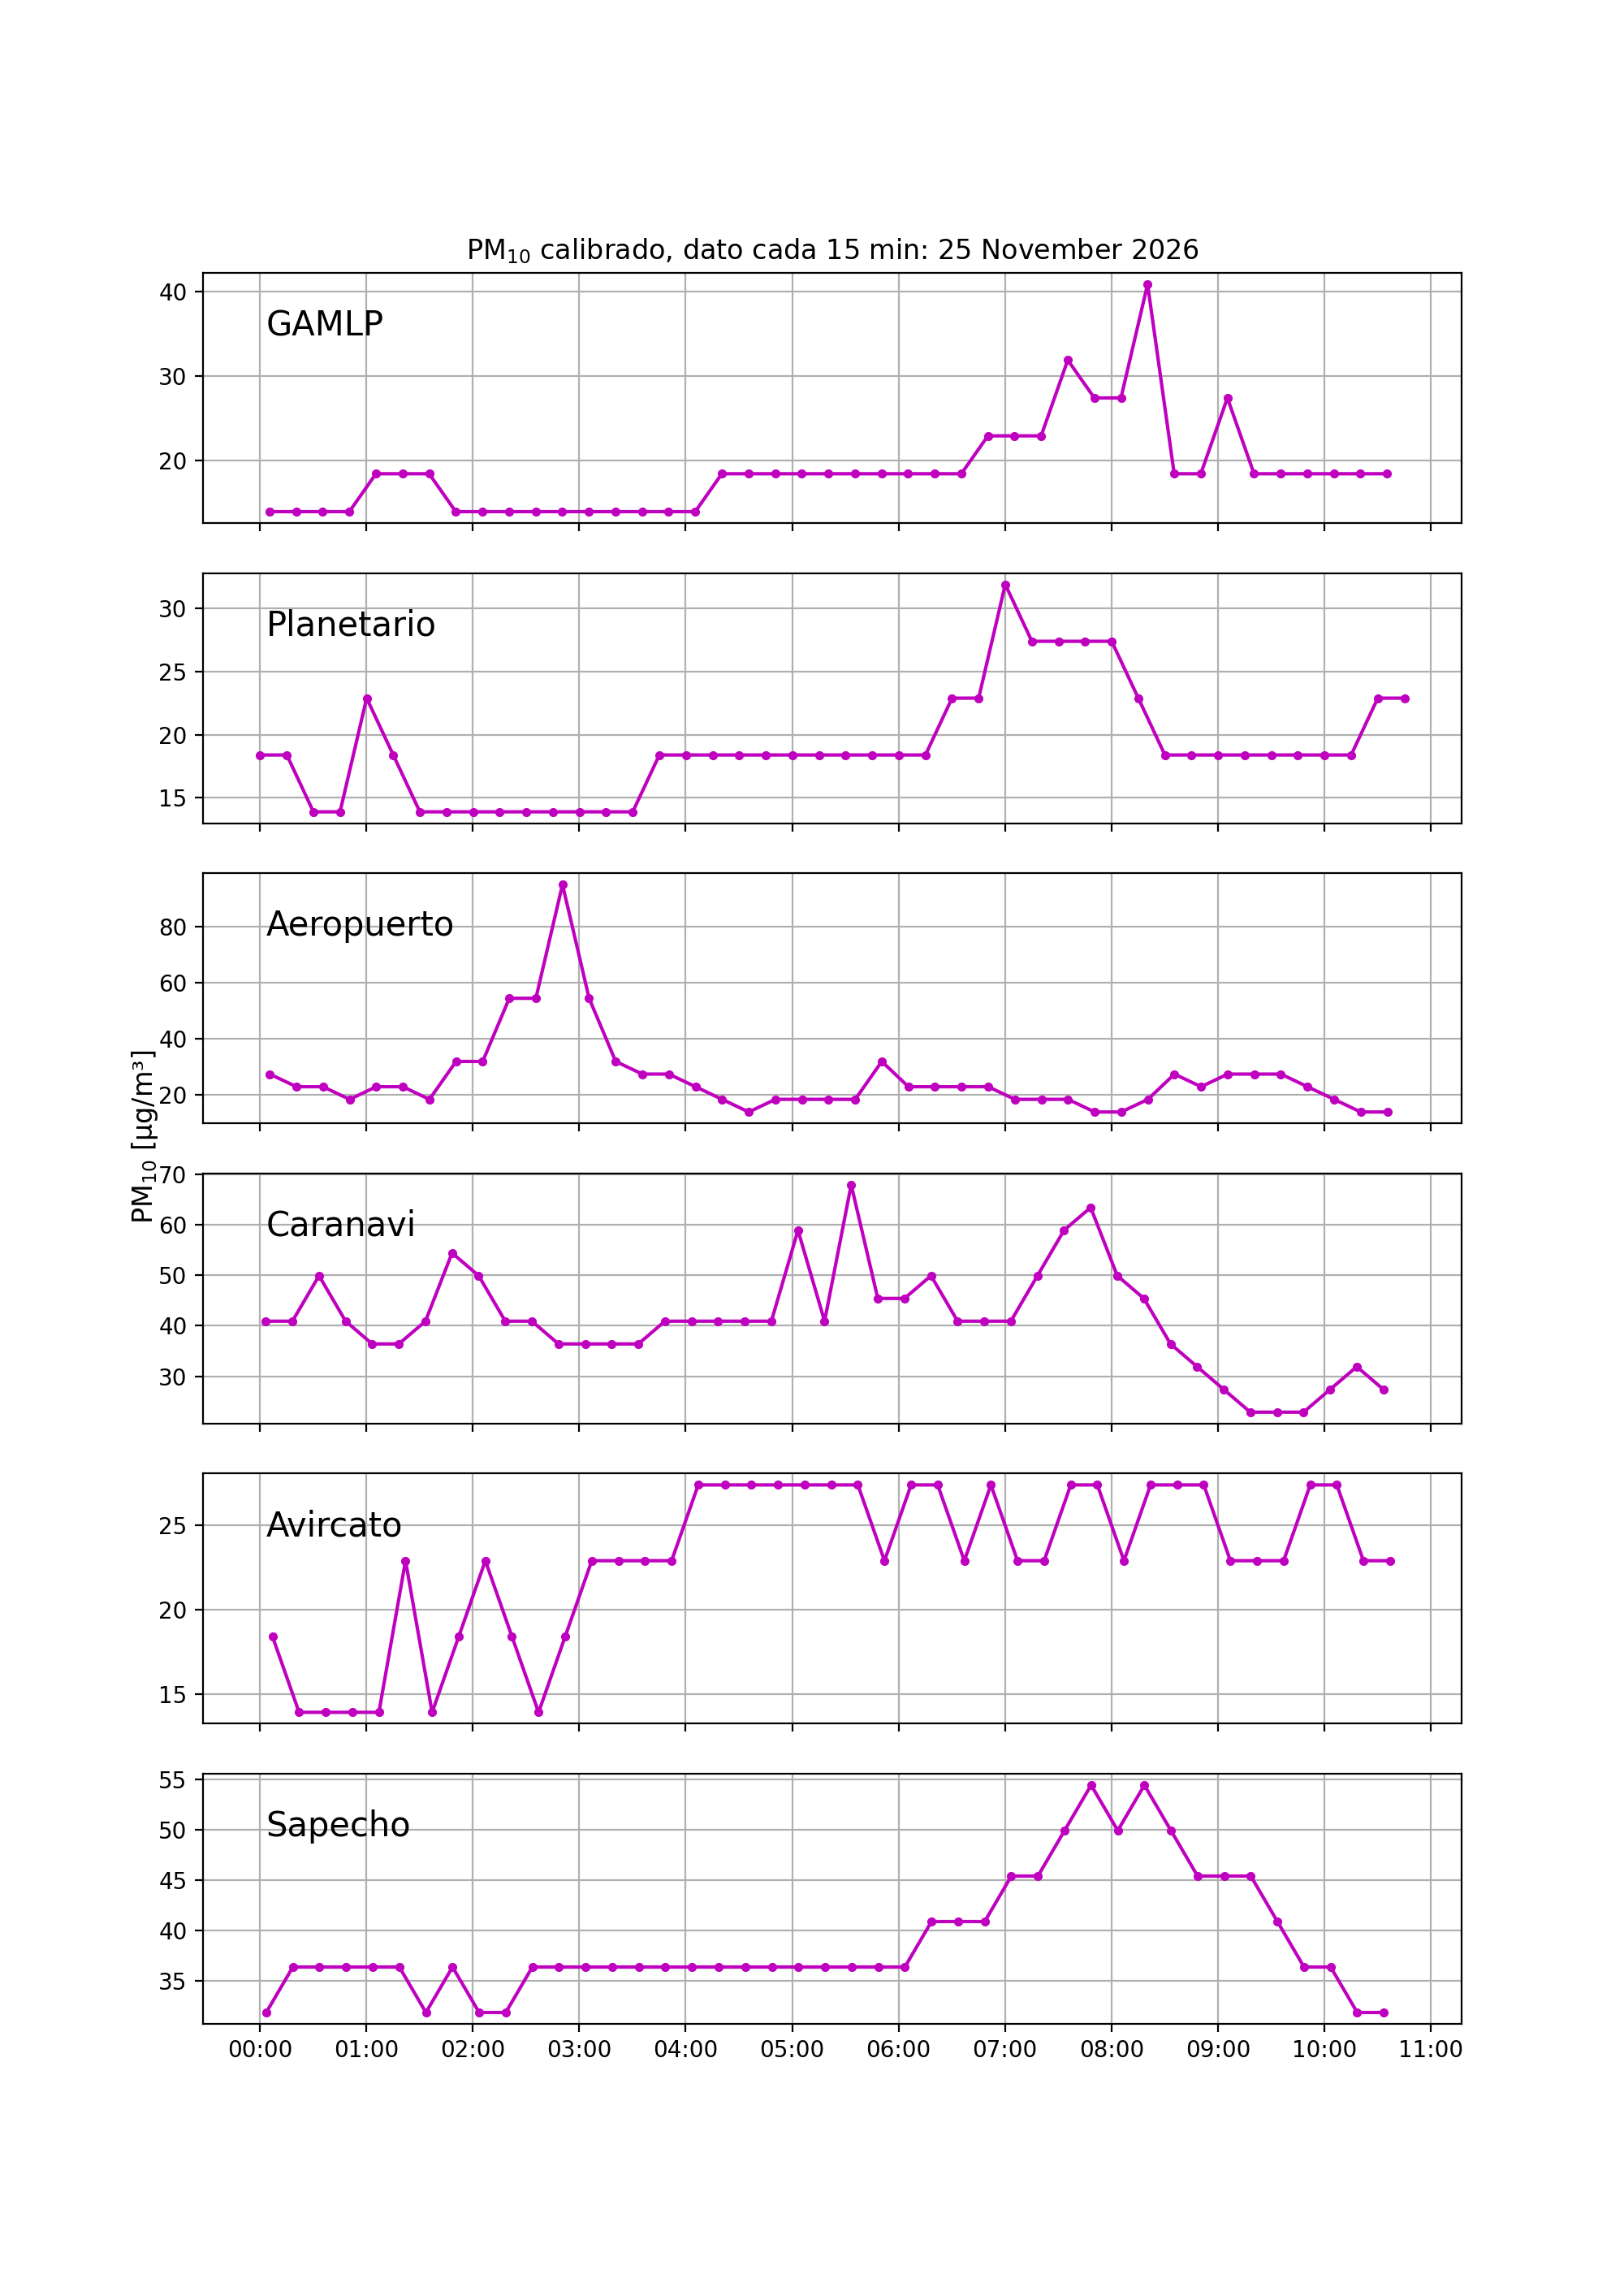 PM₁₀ calibrado, dato cada 15 min: 25 November 2026
40
GAMLP
30
20
30
Planetario
25
20
15
80
Aeropuerto
60
40
20
PM₁₀ [µg/m³]
70
60
Caranavi
50
40
30
25
Avircato
20
15
55
50
Sapecho
45
40
35
00:00 01:00 02:00 03:00 04:00 05:00 06:00 07:00 08:00 09:00 10:00 11:00